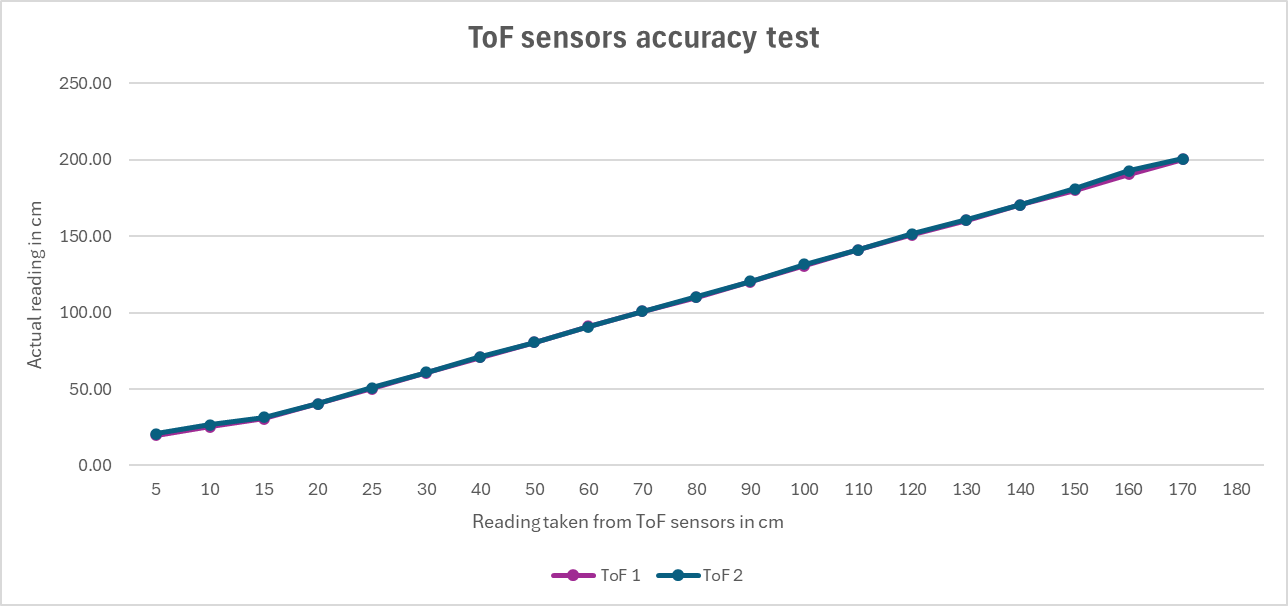 ToF sensors accuracy test
250.00
200.00
150.00
100.00
50.00
0.00
Actual reading in cm
5 10 15 20 25 30 40 50 60 70 80 90 100 110 120 130 140 150 160 170 180
Reading taken from ToF sensors in cm
ToF 1 ToF 2